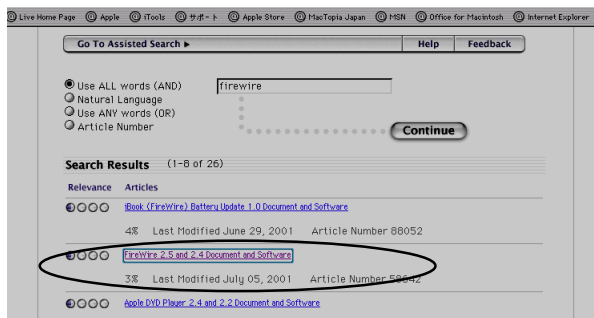 Live Home Page Apple iTools サポート Apple Store MacTopia Japan MSN Office for Macintosh Internet Explorer
Go To Assisted Search ▶ Help Feedback
Use ALL words (AND) firewire
Natural Language
Use ANY words (OR)
Article Number
Continue
Search Results (1-8 of 26)
Relevance Articles
iBook (FireWire) Battery Update 1.0 Document and Software
4% Last Modified June 29, 2001 Article Number 88052
FireWire 2.5 and 2.4 Document and Software
3% Last Modified July 05, 2001 Article Number 58642
Apple DVD Player 2.4 and 2.2 Document and Software